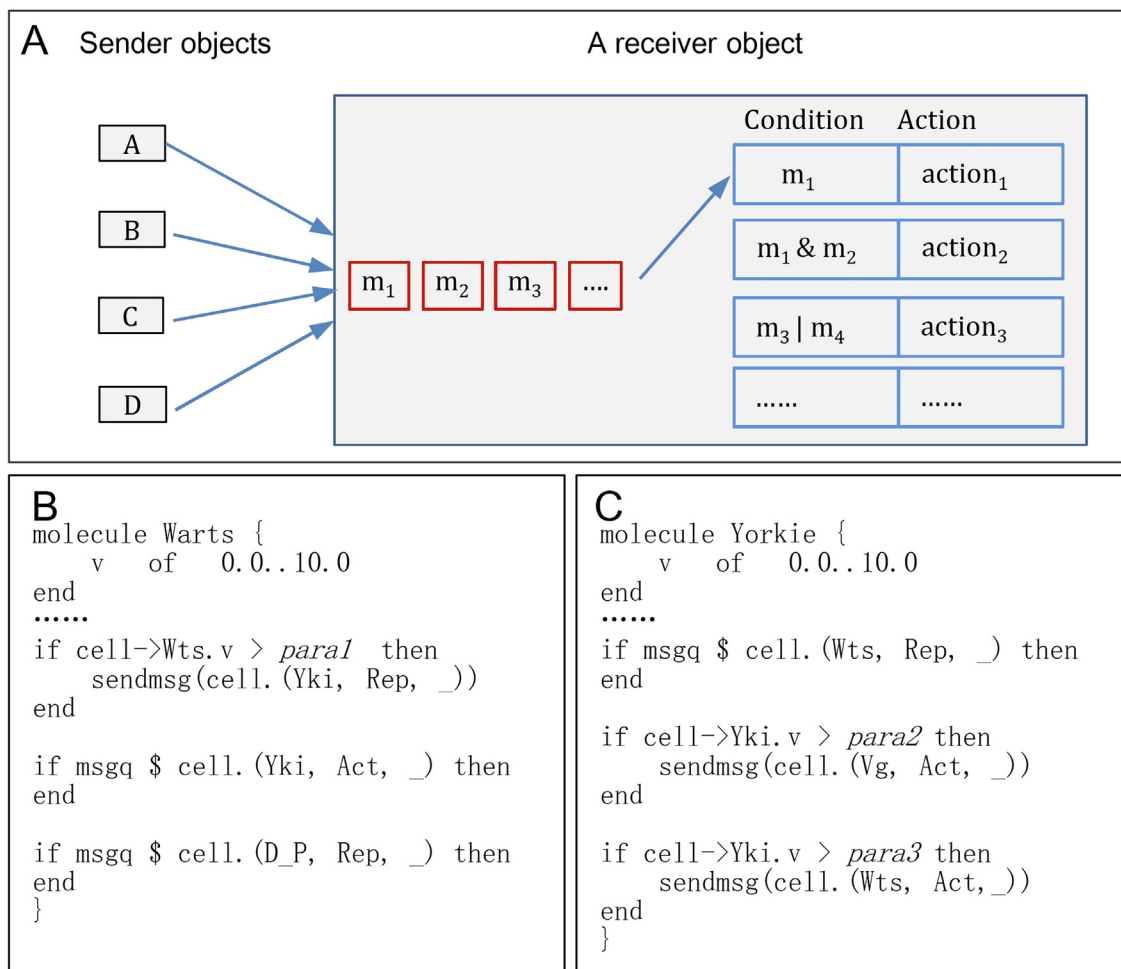 A Sender objects A receiver object
Condition Action
A
B
C
D
m₁ m₂ m₃ ....
m₁ action₁
m₁ & m₂ action₂
m₃ | m₄ action₃
...... ......
B
molecule Warts {
v of 0.0..10.0
end
......
if cell->Wts.v > para1 then
sendmsg(cell.(Yki, Rep, _))
end
if msgq $ cell.(Yki, Act, _) then
end
if msgq $ cell.(D_P, Rep, _) then
end
}
C
molecule Yorkie {
v of 0.0..10.0
end
......
if msgq $ cell.(Wts, Rep, _) then
end
if cell->Yki.v > para2 then
sendmsg(cell.(Vg, Act, _))
end
if cell->Yki.v > para3 then
sendmsg(cell.(Wts, Act,_))
end
}